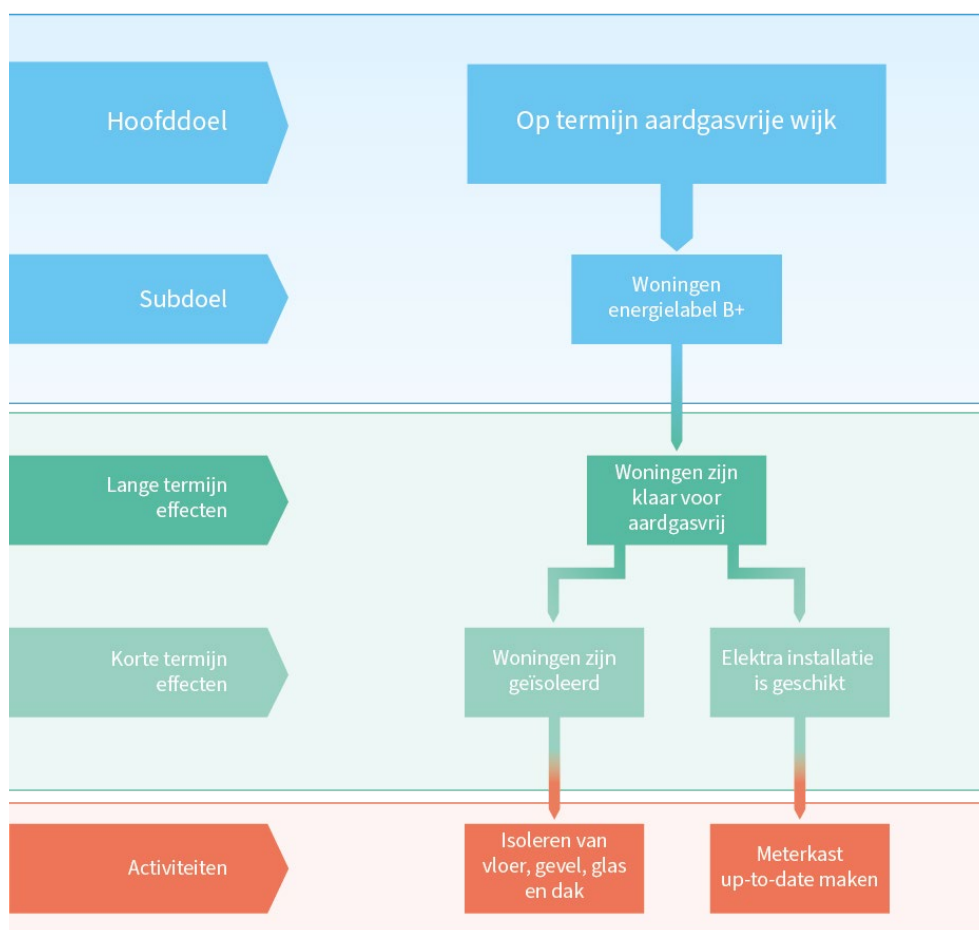 Hoofddoel
Op termijn aardgasvrije wijk
Subdoel
Woningen
energielabel B+
Lange termijn
effecten
Woningen zijn
klaar voor
aardgasvrij
Korte termijn
effecten
Woningen zijn
geïsoleerd
Elektra installatie
is geschikt
Activiteiten
Isoleren van
vloer, gevel, glas
en dak
Meterkast
up-to-date maken